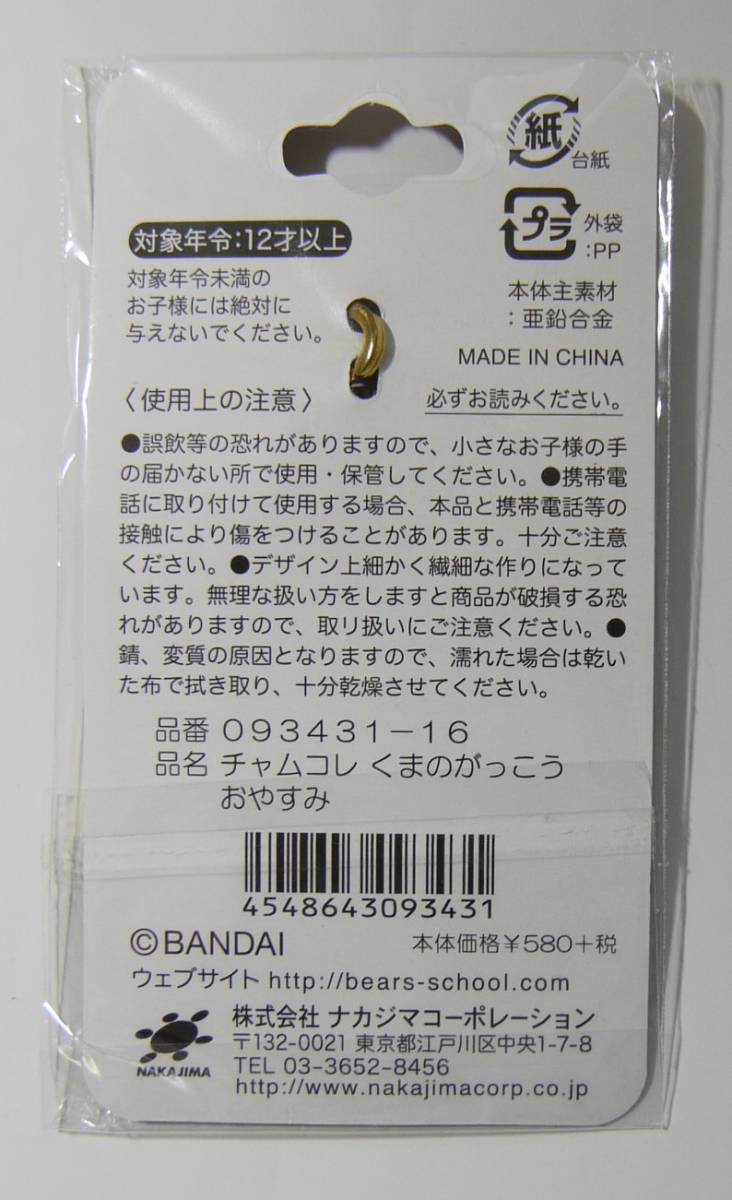 紙
台紙
プラ
外袋
:PP
対象年令:12才以上
対象年令未満の
お子様には絶対に
与えないでください。
本体主素材
:亜鉛合金
MADE IN CHINA
〈使用上の注意〉
必ずお読みください。
●誤飲等の恐れがありますので、小さなお子様の手
の届かない所で使用・保管してください。●携帯電
話に取り付けて使用する場合、本品と携帯電話等の
接触により傷をつけることがあります。十分ご注意
ください。●デザイン上細かく繊細な作りになって
います。無理な扱い方をしますと商品が破損する恐
れがありますので、取り扱いにご注意ください。●
錆、変質の原因となりますので、濡れた場合は乾い
た布で拭き取り、十分乾燥させてください。
品番 093431-16
品名 チャムコレ くまのがっこう
おやすみ
4548643093431
©BANDAI
本体価格¥580+税
ウェブサイト http://bears-school.com
NAKAJIMA
株式会社 ナカジマコーポレーション
〒132-0021 東京都江戸川区中央1-7-8
TEL 03-3652-8456
http://www.nakajimacorp.co.jp